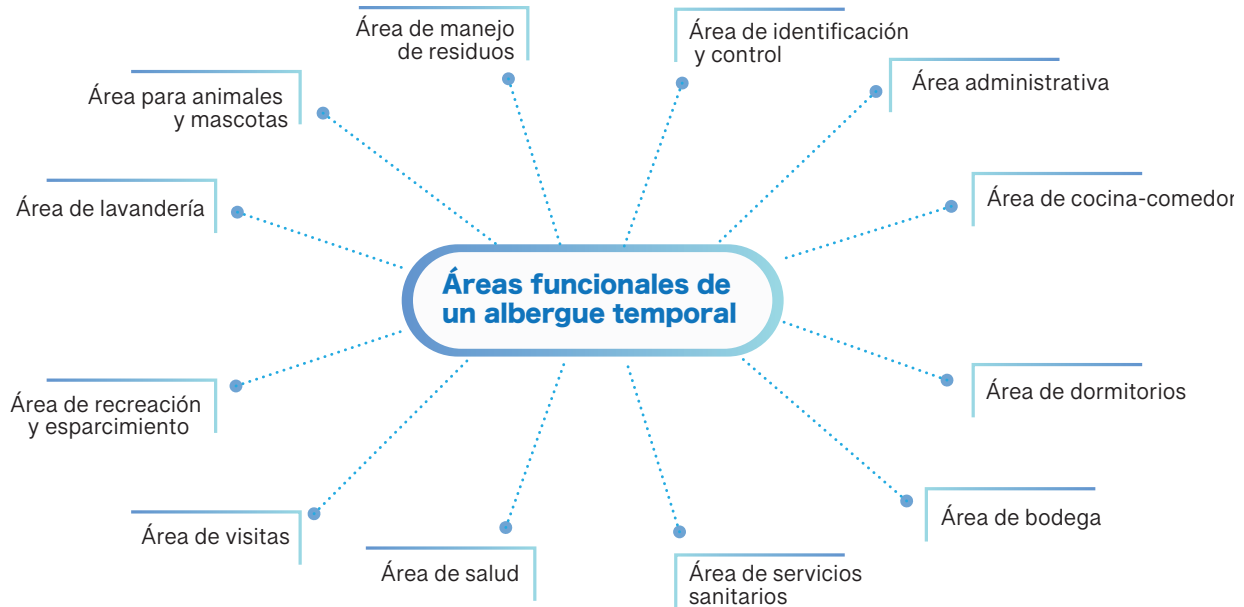 Área de manejo
de residuos
Área de identificación
y control
Área administrativa
Área para animales
y mascotas
Área de cocina-comedor
Área de lavandería
Áreas funcionales de
un albergue temporal
Área de dormitorios
Área de recreación
y esparcimiento
Área de bodega
Área de visitas
Área de salud
Área de servicios
sanitarios